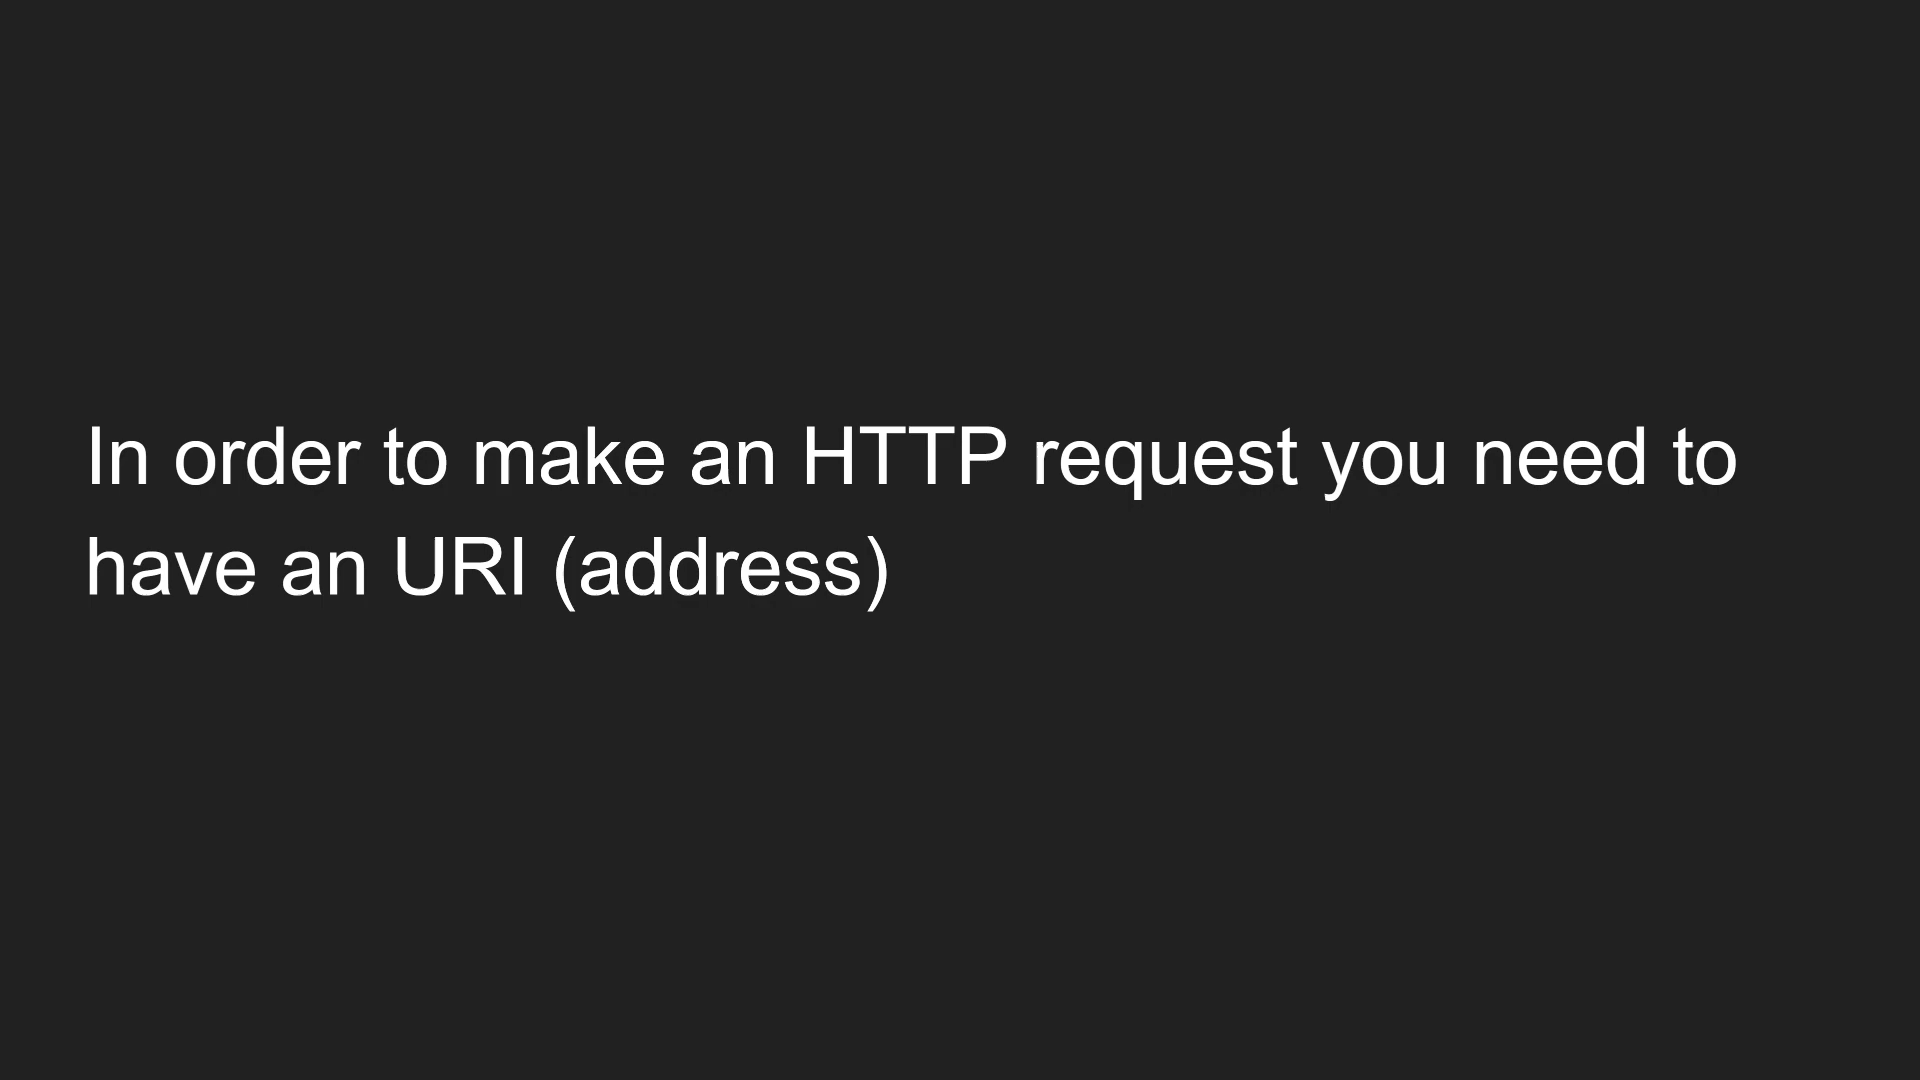 In order to make an HTTP request you need to
have an URI (address)